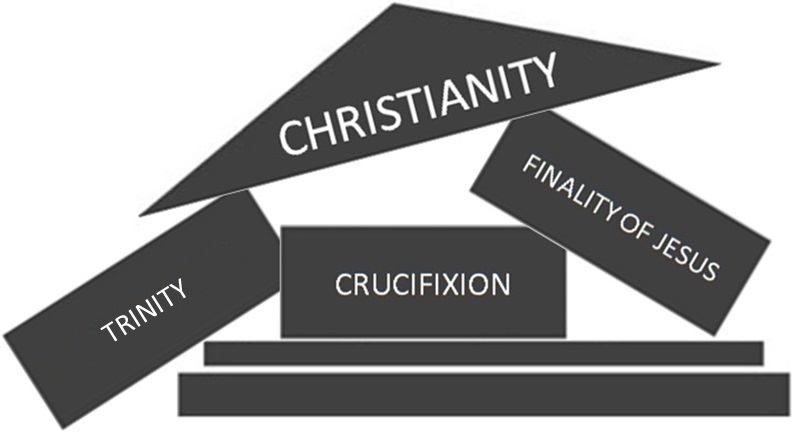 CHRISTIANITY
FINALITY OF JESUS
TRINITY
CRUCIFIXION